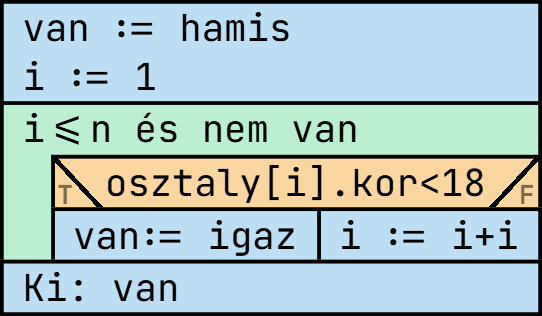 van := hamis
i := 1
i<=n és nem van
T osztaly[i].kor<18 F
van:= igaz i := i+i
Ki: van